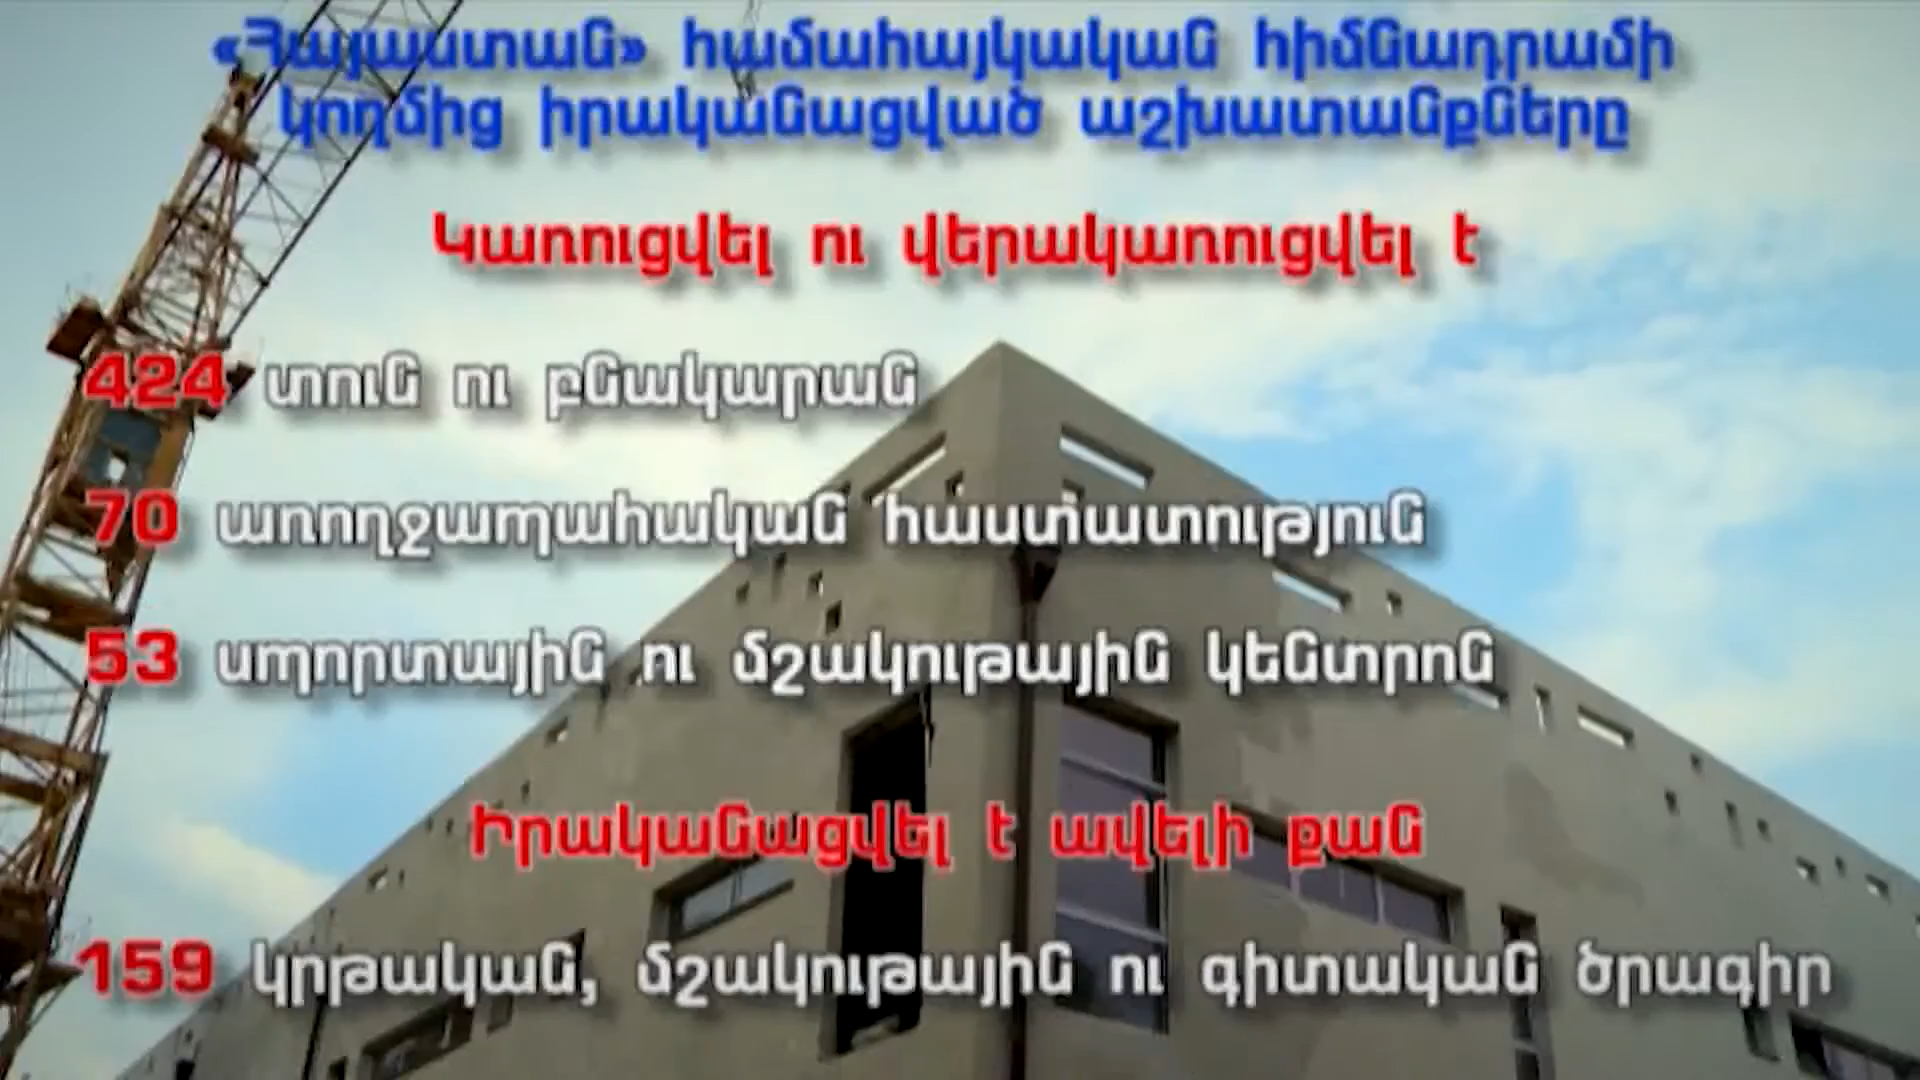 «Հայաստան» համահայկական հիմնադրամի
կողմից իրականացված աշխատանքները
Կառուցվել ու վերակառուցվել է
424 տուն ու բնակարան
70 առողջապահական հաստատություն
53 սպորտային ու մշակութային կենտրոն
Իրականացվել է ավելի քան
159 կրթական, մշակութային ու գիտական ծրագիր